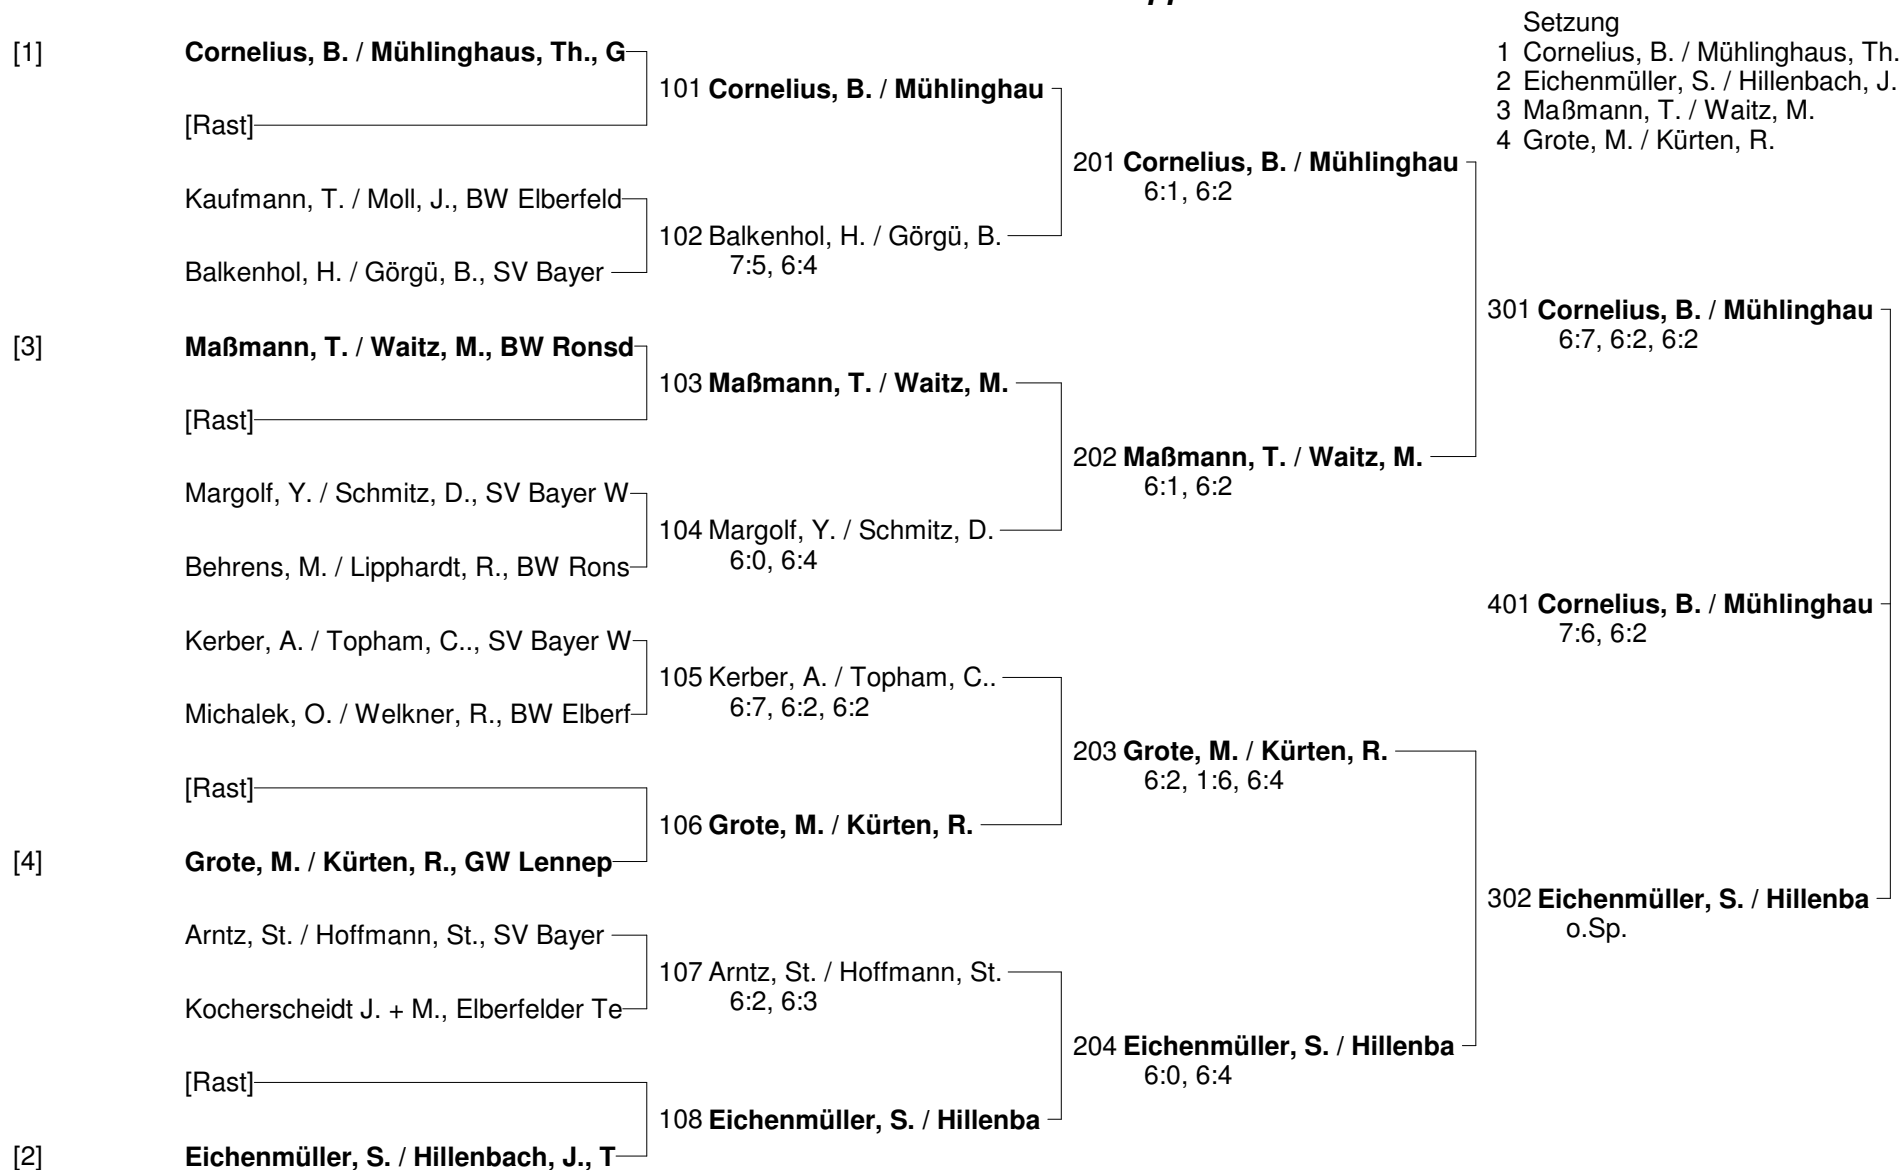 Setzung
1 Cornelius, B. / Mühlinghaus, Th.
2 Eichenmüller, S. / Hillenbach, J.
3 Maßmann, T. / Waitz, M.
4 Grote, M. / Kürten, R.
[1] Cornelius, B. / Mühlinghaus, Th., G
[Rast]
Kaufmann, T. / Moll, J., BW Elberfeld
Balkenhol, H. / Görgü, B., SV Bayer
[3] Maßmann, T. / Waitz, M., BW Ronsd
[Rast]
Margolf, Y. / Schmitz, D., SV Bayer W
Behrens, M. / Lipphardt, R., BW Rons
Kerber, A. / Topham, C.., SV Bayer W
Michalek, O. / Welkner, R., BW Elberf
[Rast]
[4] Grote, M. / Kürten, R., GW Lennep
Arntz, St. / Hoffmann, St., SV Bayer
Kocherscheidt J. + M., Elberfelder Te
[Rast]
[2] Eichenmüller, S. / Hillenbach, J., T
101 Cornelius, B. / Mühlinghau
102 Balkenhol, H. / Görgü, B.
7:5, 6:4
103 Maßmann, T. / Waitz, M.
104 Margolf, Y. / Schmitz, D.
6:0, 6:4
105 Kerber, A. / Topham, C..
6:7, 6:2, 6:2
106 Grote, M. / Kürten, R.
107 Arntz, St. / Hoffmann, St.
6:2, 6:3
108 Eichenmüller, S. / Hillenba
201 Cornelius, B. / Mühlinghau
6:1, 6:2
202 Maßmann, T. / Waitz, M.
6:1, 6:2
203 Grote, M. / Kürten, R.
6:2, 1:6, 6:4
204 Eichenmüller, S. / Hillenba
6:0, 6:4
301 Cornelius, B. / Mühlinghau
6:7, 6:2, 6:2
302 Eichenmüller, S. / Hillenba
o.Sp.
401 Cornelius, B. / Mühlinghau
7:6, 6:2